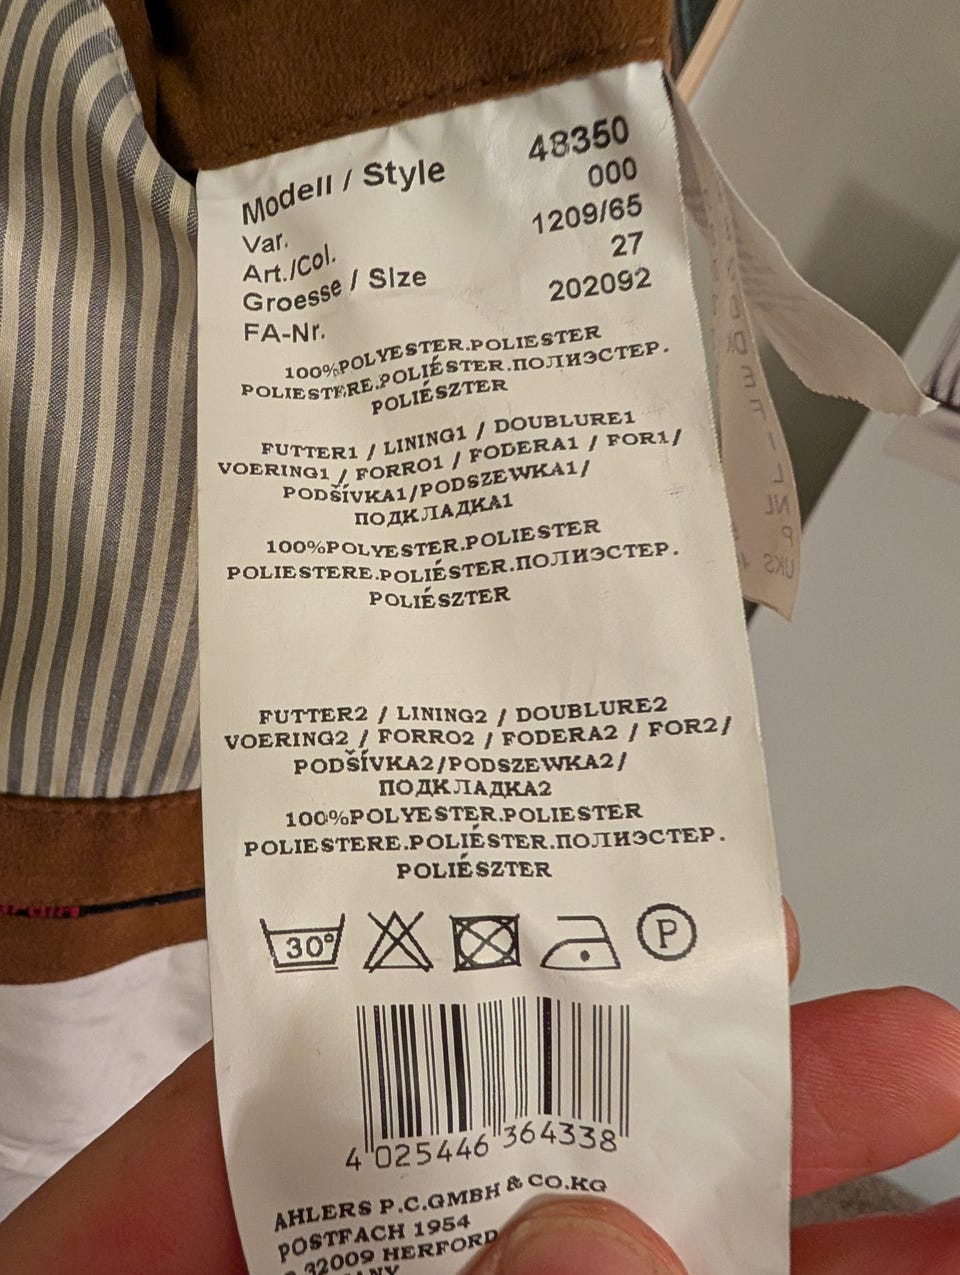 Modell / Style 48350
Var. 000
Art./Col. 1209/65
Groesse / Size 27
FA-Nr. 202092
100%POLYESTER.POLIESTER
POLIESTERE.POLIÉSTER.ПОЛИЭСТЕР.
POLIÉSZTER
FUTTER1 / LINING1 / DOUBLURE1
VOERING1 / FORRO1 / FODERA1 / FOR1/
PODŠÍVKA1/PODSZEWKA1/
ПОДКЛАДКА1
100%POLYESTER.POLIESTER
POLIESTERE.POLIÉSTER.ПОЛИЭСТЕР.
POLIÉSZTER
FUTTER2 / LINING2 / DOUBLURE2
VOERING2 / FORRO2 / FODERA2 / FOR2/
PODŠÍVKA2/PODSZEWKA2/
ПОДКЛАДКА2
100%POLYESTER.POLIESTER
POLIESTERE.POLIÉSTER.ПОЛИЭСТЕР.
POLIÉSZTER
30°
P
4 025446 364338
AHLERS P.C.GMBH & CO.KG
POSTFACH 1954
32009 HERFORD